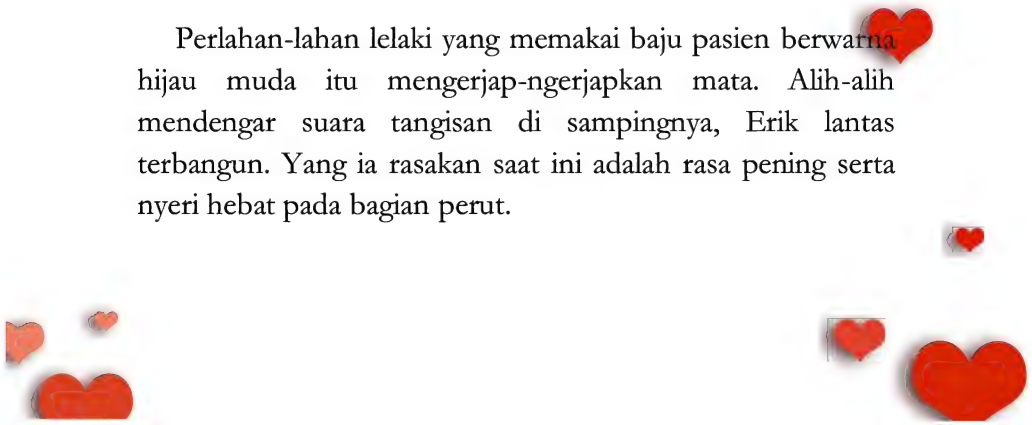 Perlahan-lahan lelaki yang memakai baju pasien berwarna
hijau muda itu mengerjap-ngerjapkan mata. Alih-alih
mendengar suara tangisan di sampingnya, Erik lantas
terbangun. Yang ia rasakan saat ini adalah rasa pening serta
nyeri hebat pada bagian perut.